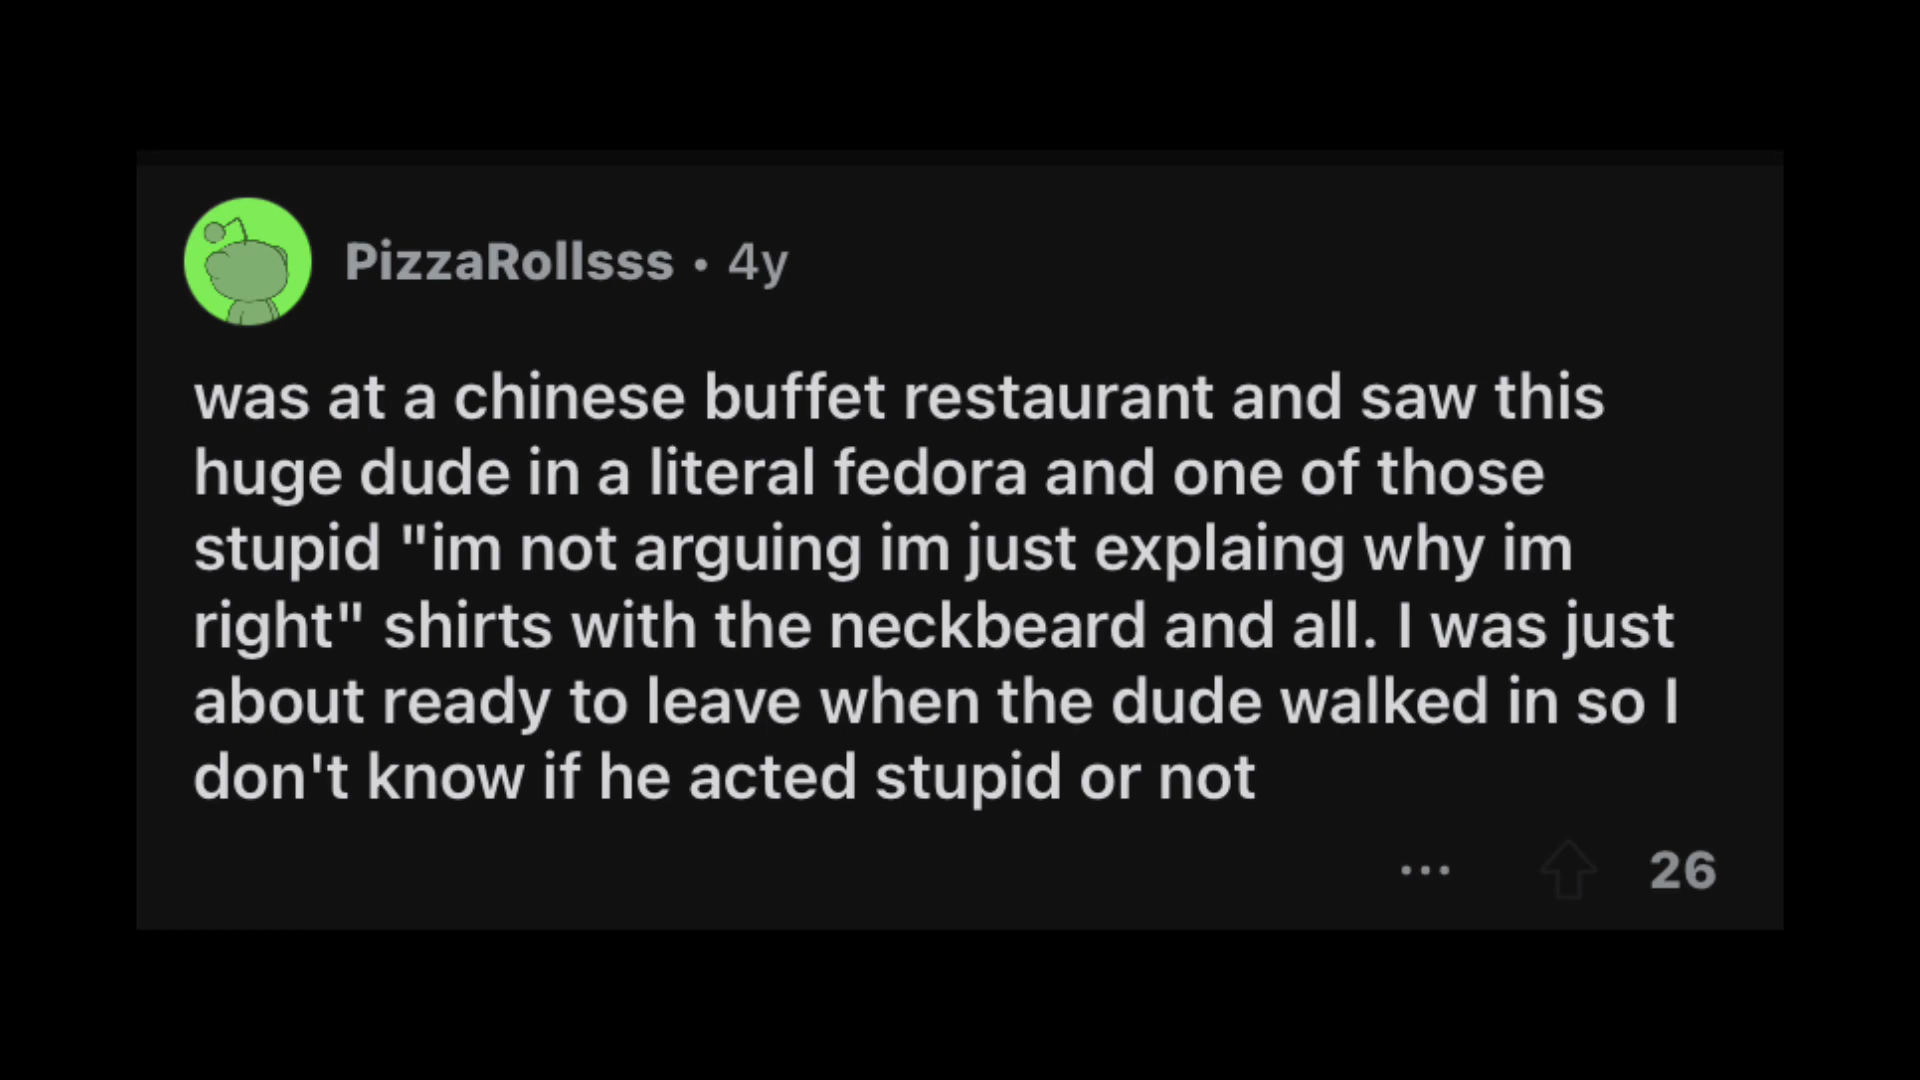 PizzaRollsss • 4y
was at a chinese buffet restaurant and saw this
huge dude in a literal fedora and one of those
stupid "im not arguing im just explaing why im
right" shirts with the neckbeard and all. I was just
about ready to leave when the dude walked in so I
don't know if he acted stupid or not
... 26